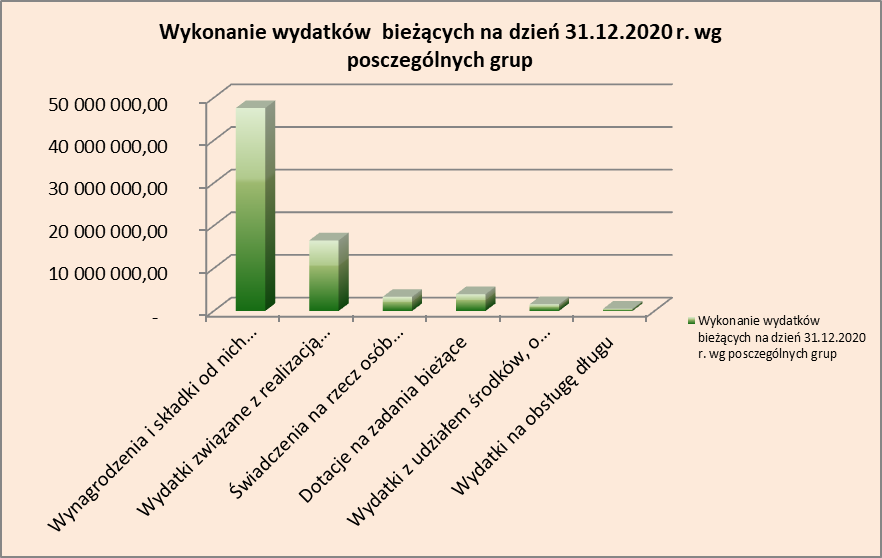 Wykonanie wydatków  bieżących na dzień 31.12.2020 r. wg
posczególnych grup
50 000 000,00
40 000 000,00
30 000 000,00
20 000 000,00
10 000 000,00
-
Wynagrodzenia i składki od nich...
Wydatki związane z realizacją...
Świadczenia na rzecz osób...
Dotacje na zadania bieżące
Wydatki z udziałem środków, o...
Wydatki na obsługę długu
Wykonanie wydatków
bieżących na dzień 31.12.2020
r. wg posczególnych grup